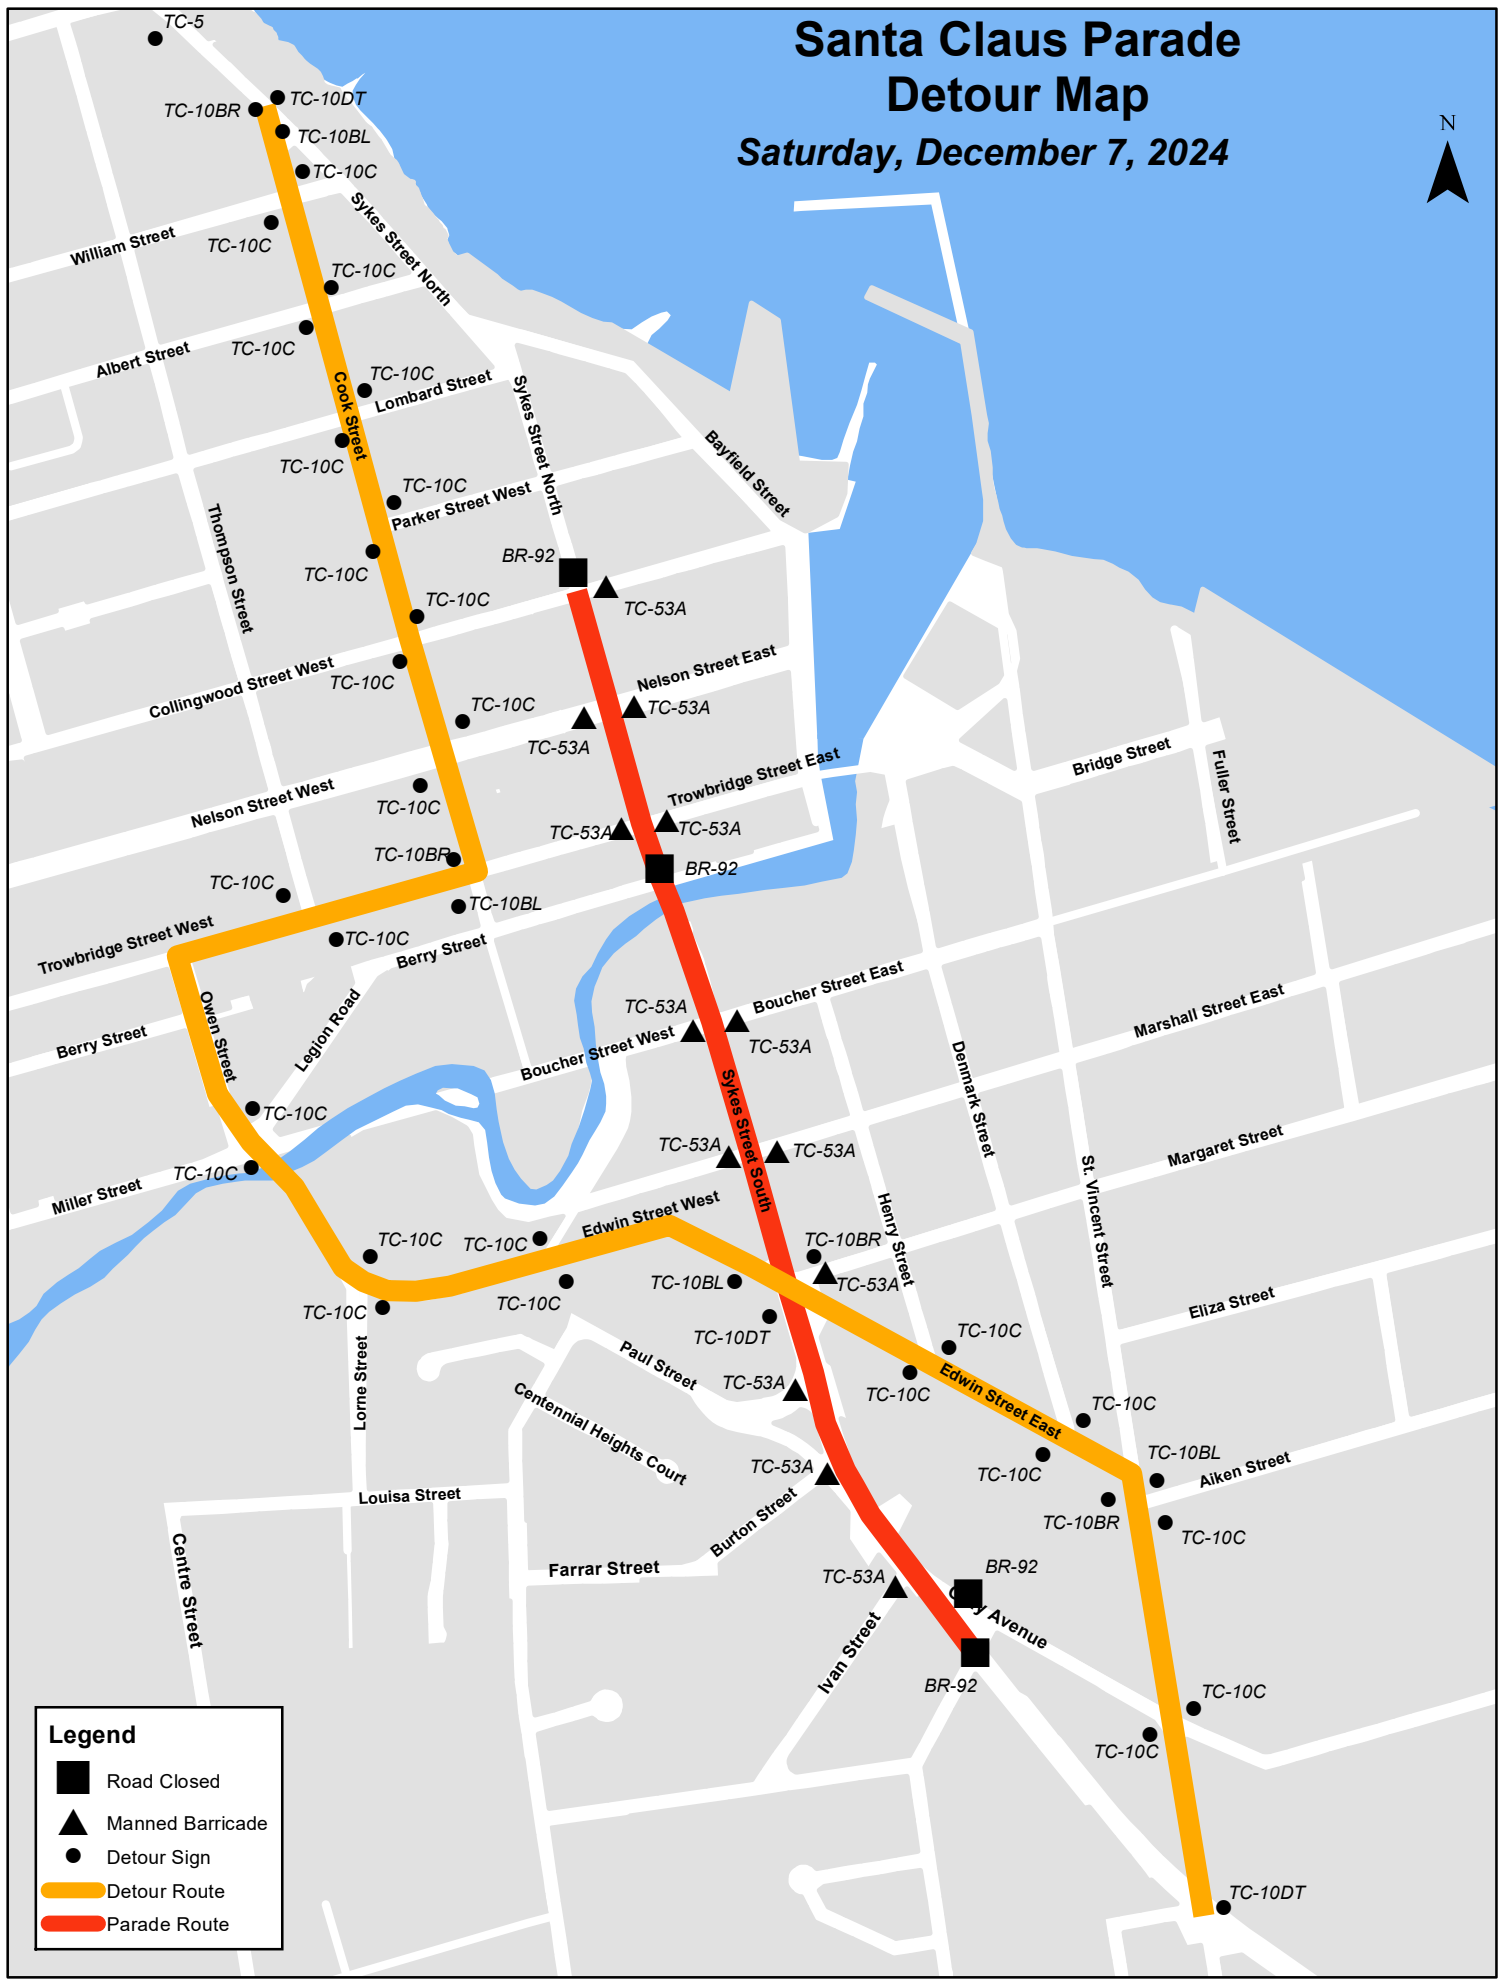 Santa Claus Parade
Detour Map
Saturday, December 7, 2024
N
TC-5
TC-10DT
TC-10BR
TC-10BL
TC-10C
Sykes Street North
William Street
TC-10C
TC-10C
Albert Street
TC-10C
TC-10C
Lombard Street
Cook Street
Sykes Street North
TC-10C
Bayfield Street
TC-10C
Parker Street West
Thompson Street
BR-92
TC-10C
TC-10C
TC-53A
Collingwood Street West
TC-10C
Nelson Street East
TC-10C
TC-53A
TC-53A
Bridge Street
Fuller Street
Trowbridge Street East
Nelson Street West
TC-10C
TC-53A
TC-53A
TC-10BR
BR-92
TC-10C
TC-10BL
Trowbridge Street West
TC-10C
Berry Street
Boucher Street East
Owen Street
Legion Road
TC-53A
Marshall Street East
Berry Street
Boucher Street West
TC-53A
Denmark Street
TC-10C
Sykes Street South
TC-53A
TC-53A
Margaret Street
TC-10C
Miller Street
St. Vincent Street
Edwin Street West
Henry Street
TC-10C
TC-10C
TC-10BR
TC-10BL
TC-53A
TC-10C
TC-10C
Eliza Street
TC-10DT
TC-10C
Paul Street
Lorne Street
TC-53A
TC-10C
Edwin Street East
Centennial Heights Court
TC-10C
TC-10BL
TC-53A
TC-10C
Aiken Street
Louisa Street
Burton Street
TC-10BR
TC-10C
Centre Street
Farrar Street
TC-53A
BR-92
Avenue
Ivan Street
BR-92
TC-10C
TC-10C
TC-10DT
Legend
Road Closed
Manned Barricade
Detour Sign
Detour Route
Parade Route